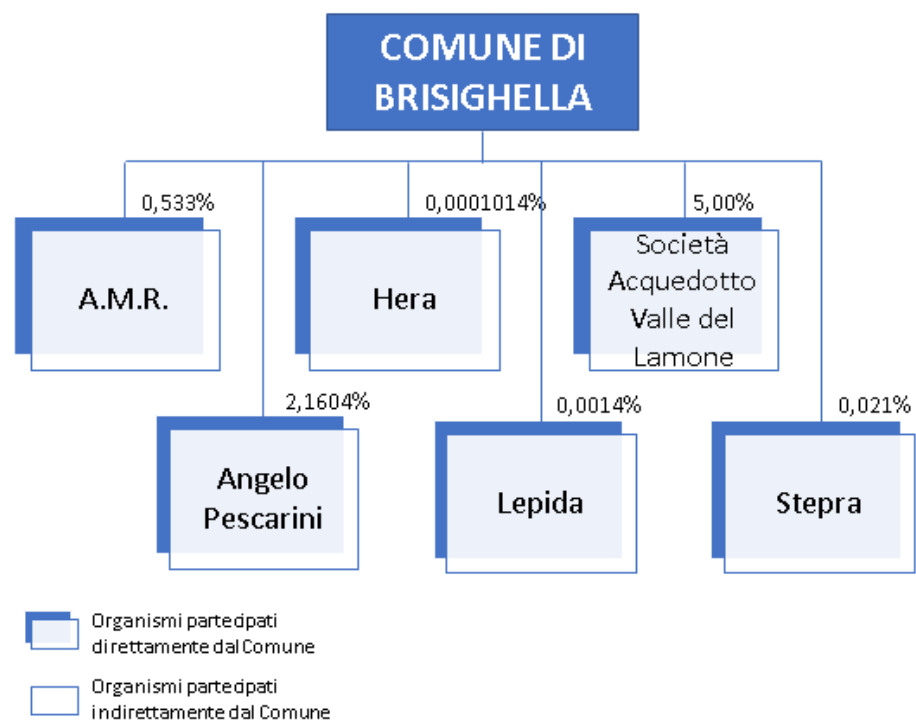 COMUNE DI
BRISIGHELLA
0,533%
0,0001014%
5,00%
A.M.R.
Hera
Società
Acquedotto
Valle del
Lamone
2,1604%
0,0014%
0,021%
Angelo
Pescarini
Lepida
Stepra
Organismi partecipati
direttamente dal Comune
Organismi partecipati
indirettamente dal Comune